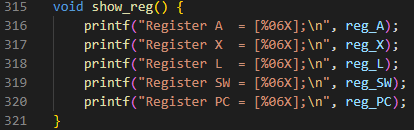 315 void show_reg() {
316     printf("Register A  = [%06X];\n", reg_A);
317     printf("Register X  = [%06X];\n", reg_X);
318     printf("Register L  = [%06X];\n", reg_L);
319     printf("Register SW = [%06X];\n", reg_SW);
320     printf("Register PC = [%06X];\n", reg_PC);
321 }